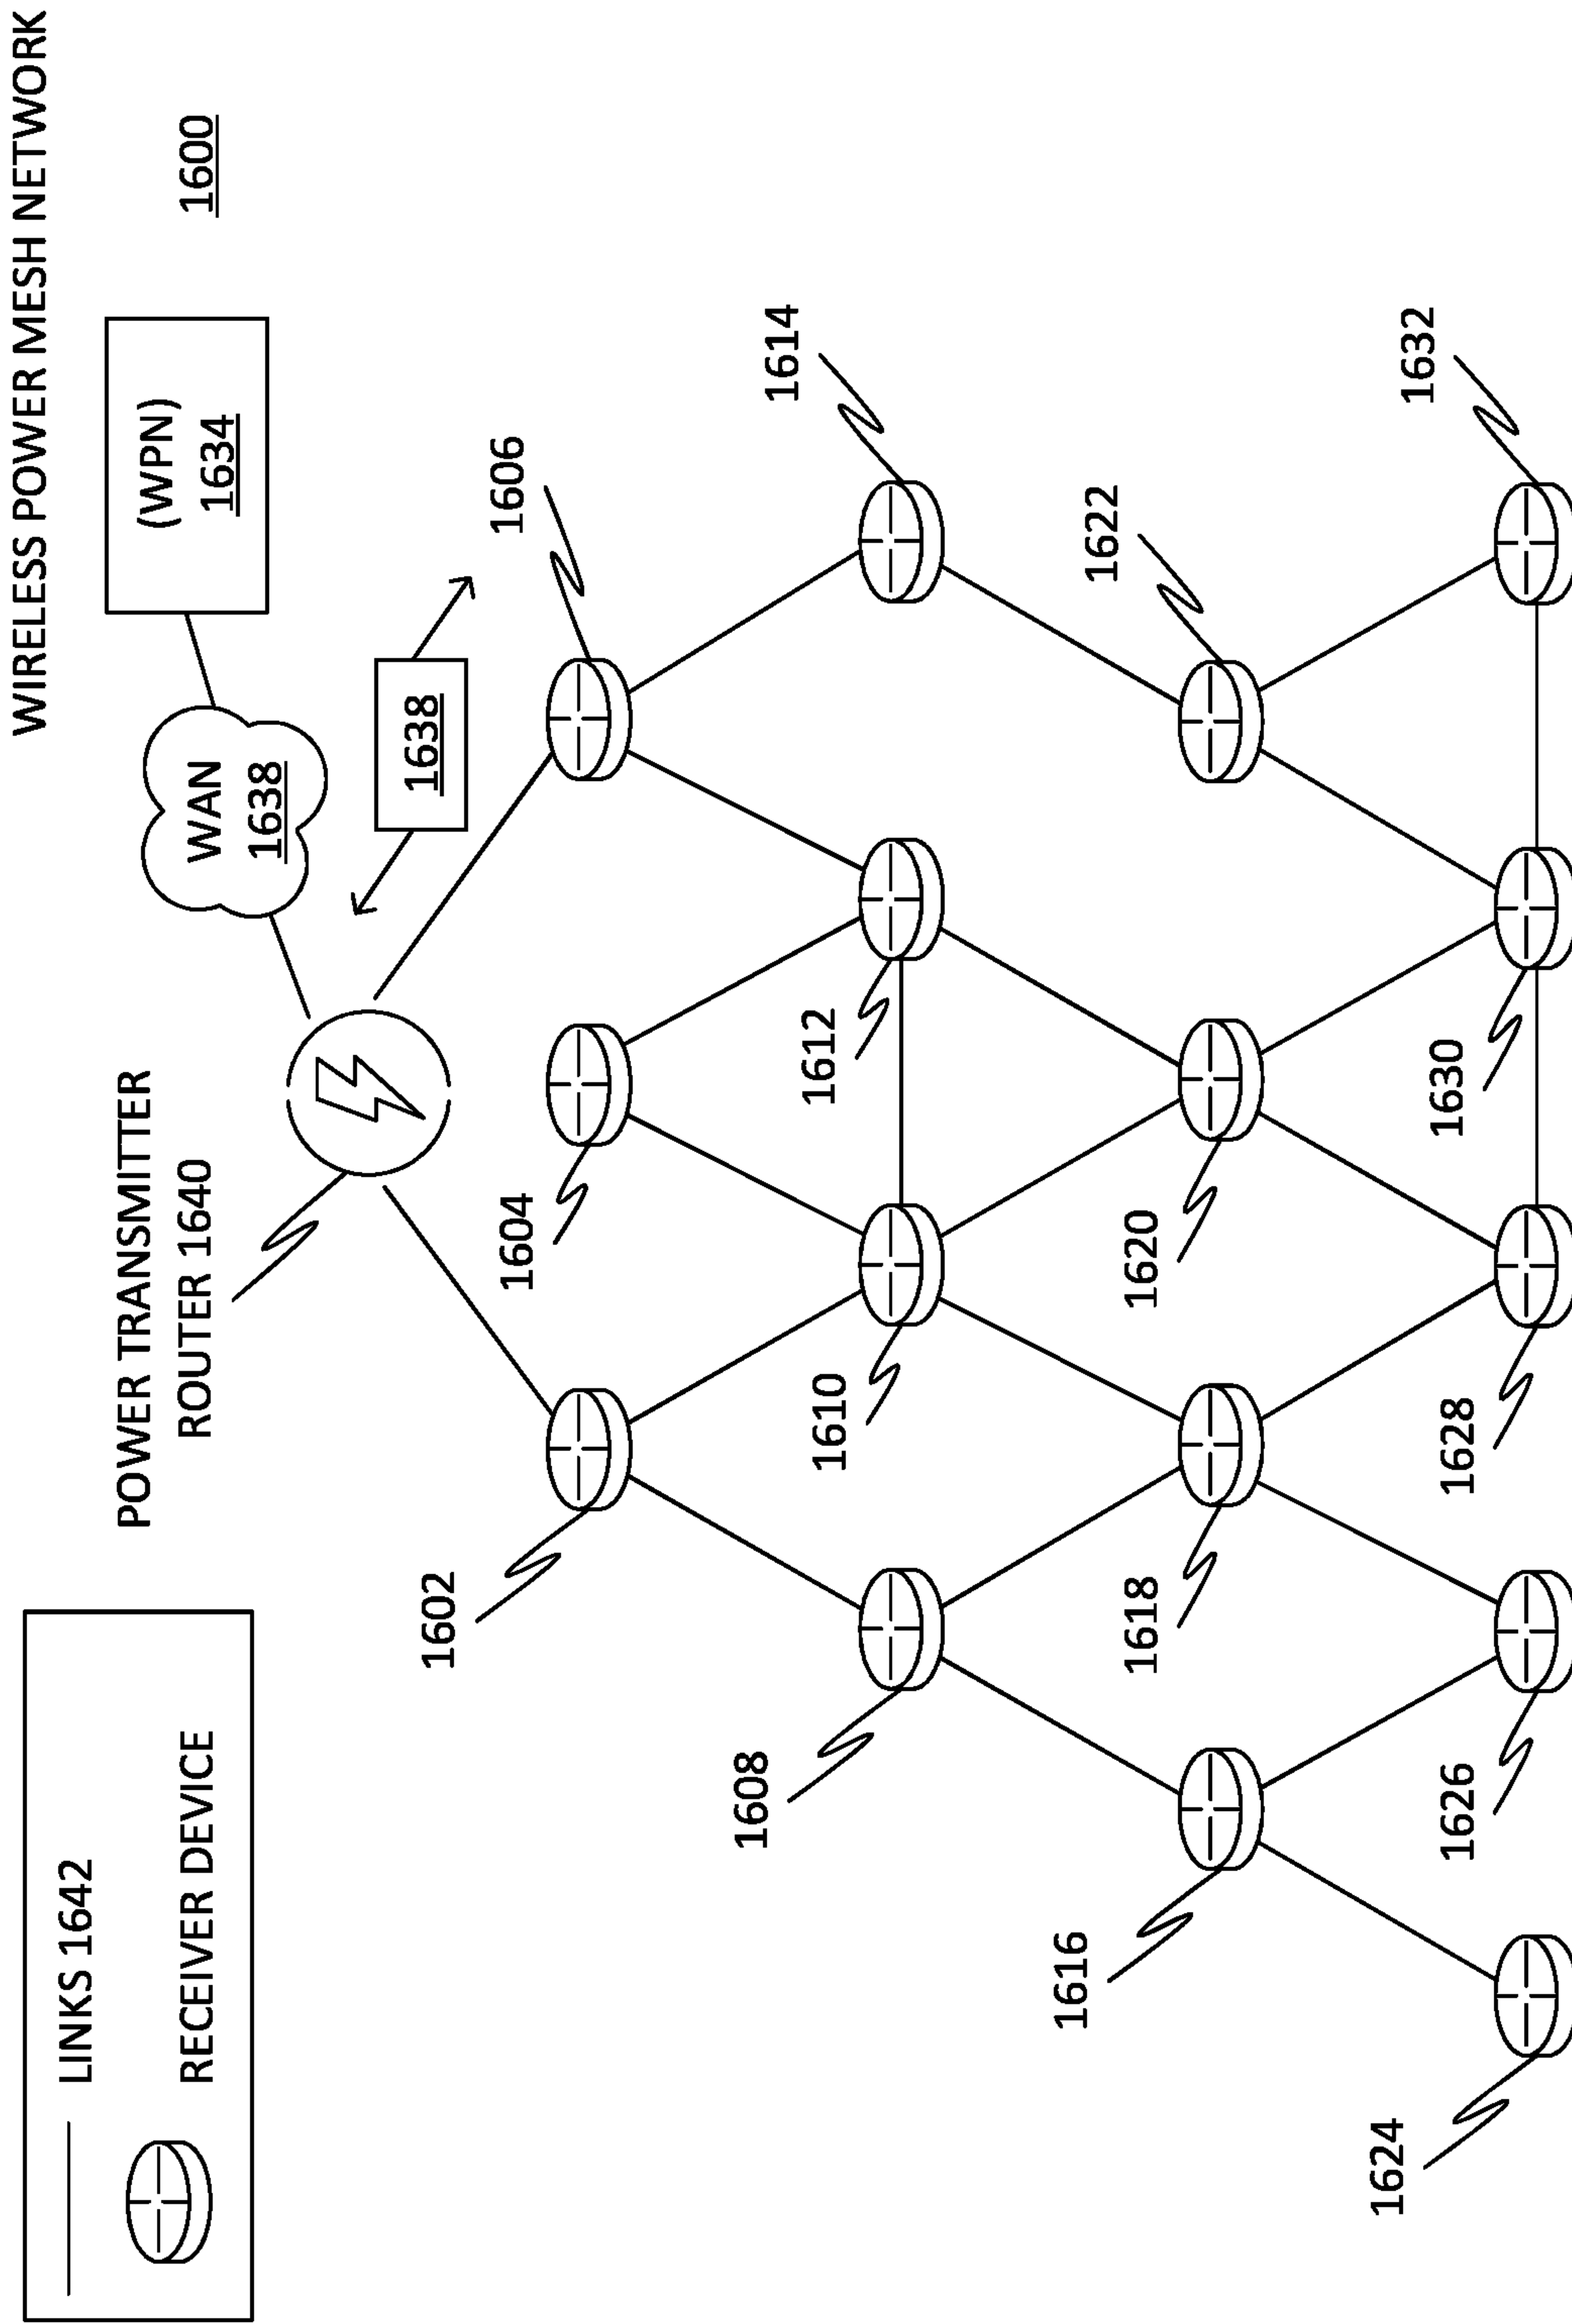 WIRELESS POWER MESH NETWORK
1600
LINKS 1642
RECEIVER DEVICE
POWER TRANSMITTER
ROUTER 1640
WAN
1638
(WPN)
1634
1638
1602
1604
1606
1608
1610
1612
1614
1616
1618
1620
1622
1624
1626
1628
1630
1632